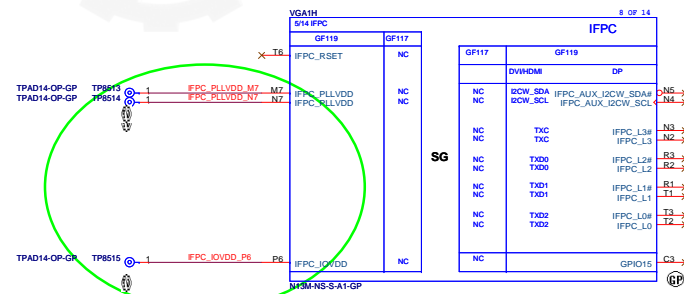 VGA1H 8 OF 14
5/14 IFPC IFPC
GF119 GF117 GF117 GF119
T6 IFPC_RSET NC
DVI/HDMI DP
TPAD14-OP-GP TP8513 1 IFPC_PLLVDD_M7 M7 IFPC_PLLVDD NC NC I2CW_SDA IFPC_AUX_I2CW_SDA# N5
TPAD14-OP-GP TP8514 1 IFPC_PLLVDD_N7 N7 IFPC_PLLVDD NC NC I2CW_SCL IFPC_AUX_I2CW_SCL N4
NC TXC IFPC_L3# N3
NC TXC IFPC_L3 N2
SG
NC TXD0 IFPC_L2# R3
NC TXD0 IFPC_L2 R2
NC TXD1 IFPC_L1# R1
NC TXD1 IFPC_L1 T1
NC TXD2 IFPC_L0# T3
NC TXD2 IFPC_L0 T2
TPAD14-OP-GP TP8515 1 IFPC_IOVDD_P6 P6 IFPC_IOVDD NC NC GPIO15 C3
N13M-NS-S-A1-GP
GP